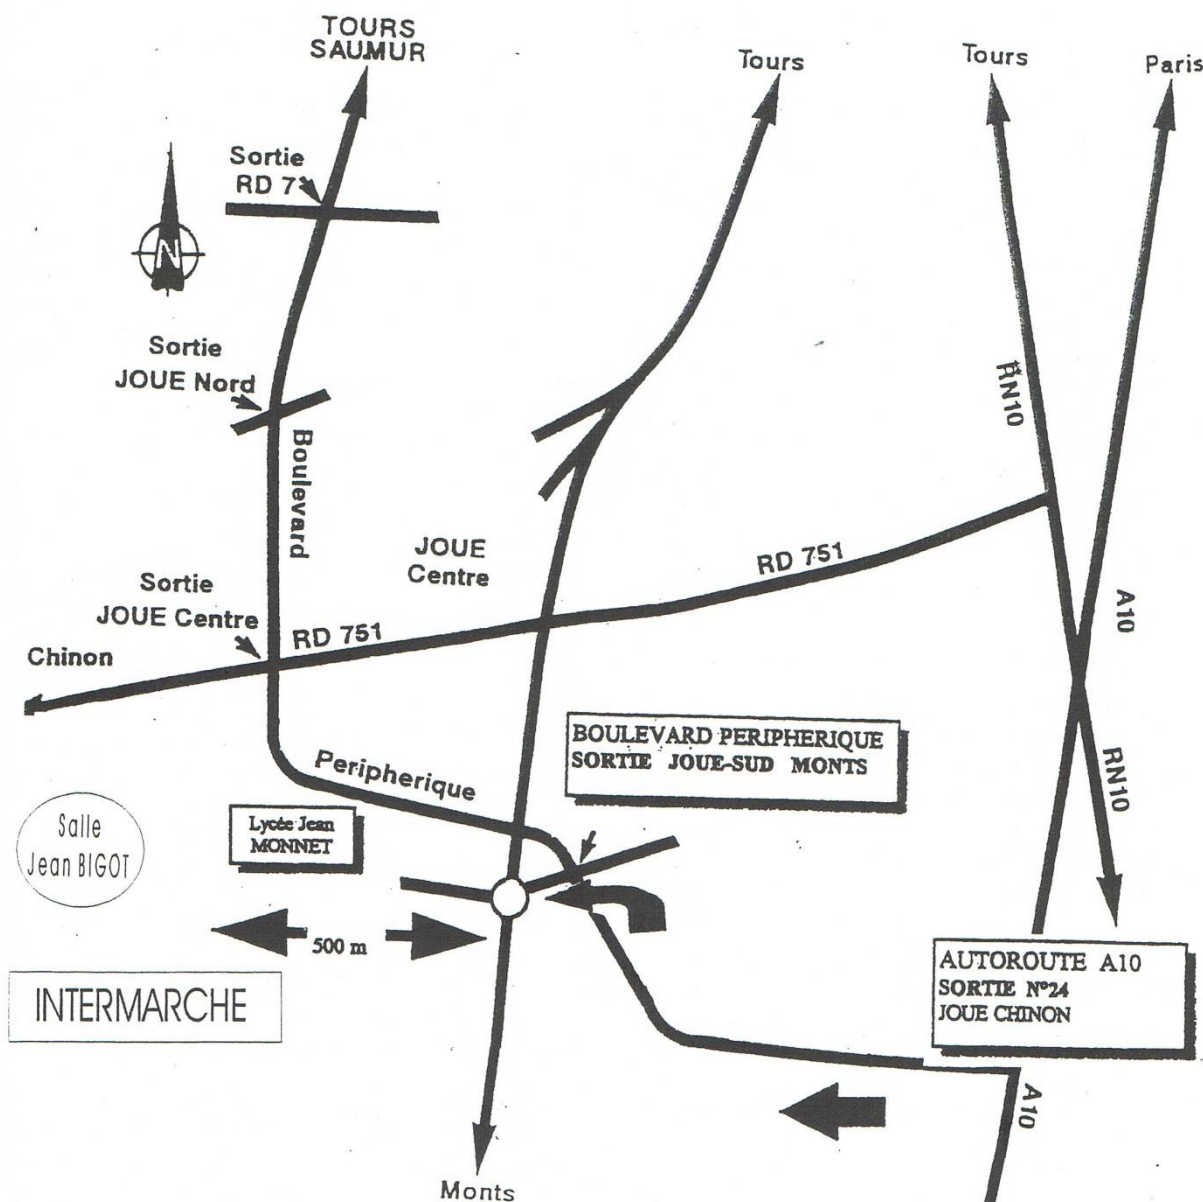 TOURS
SAUMUR
Tours
Tours
Paris
Sortie
RD 7
N
Sortie
JOUE Nord
RN10
Boulevard
JOUE
Centre
RD 751
Sortie
JOUE Centre
RD 751
A10
Chinon
BOULEVARD PERIPHERIQUE
SORTIE JOUE-SUD MONTS
Peripherique
RN10
Salle
Jean BIGOT
Lycée Jean
MONNET
500 m
AUTOROUTE A10
SORTIE N°24
JOUE CHINON
INTERMARCHE
A10
Monts